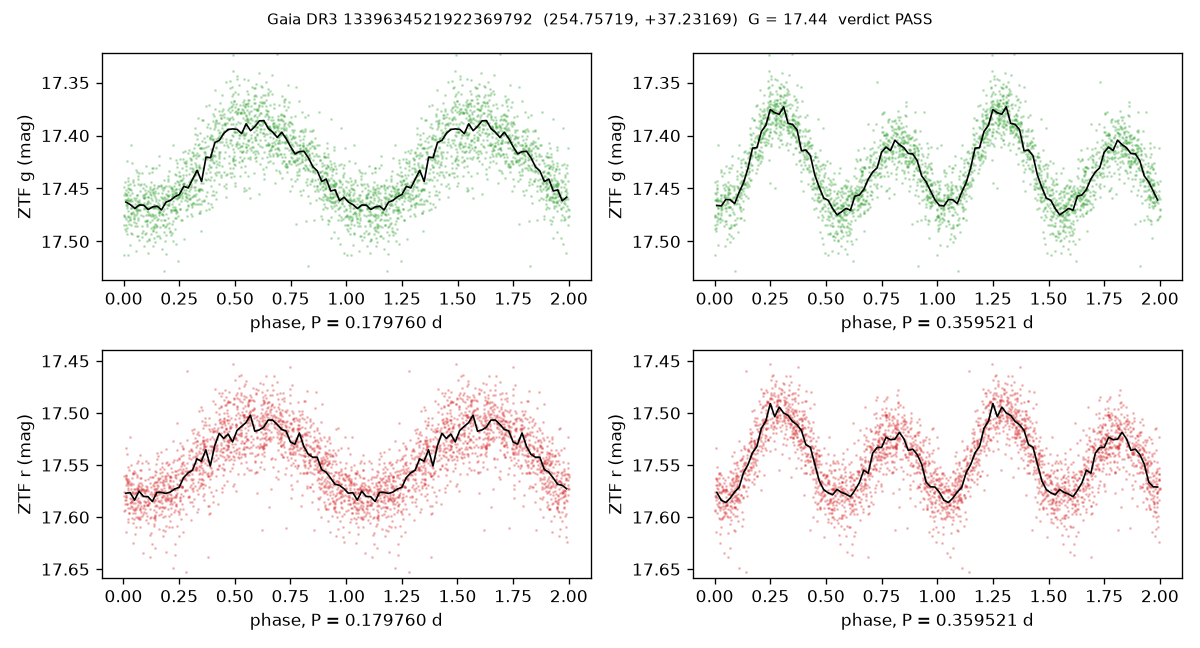 Gaia DR3 1339634521922369792  (254.75719, +37.23169)  G = 17.44  verdict PASS
17.35
17.40
17.45
17.50
ZTF g (mag)
0.00 0.25 0.50 0.75 1.00 1.25 1.50 1.75 2.00
phase, P = 0.179760 d
17.35
17.40
17.45
17.50
ZTF g (mag)
0.00 0.25 0.50 0.75 1.00 1.25 1.50 1.75 2.00
phase, P = 0.359521 d
17.45
17.50
17.55
17.60
17.65
ZTF r (mag)
0.00 0.25 0.50 0.75 1.00 1.25 1.50 1.75 2.00
phase, P = 0.179760 d
17.45
17.50
17.55
17.60
17.65
ZTF r (mag)
0.00 0.25 0.50 0.75 1.00 1.25 1.50 1.75 2.00
phase, P = 0.359521 d